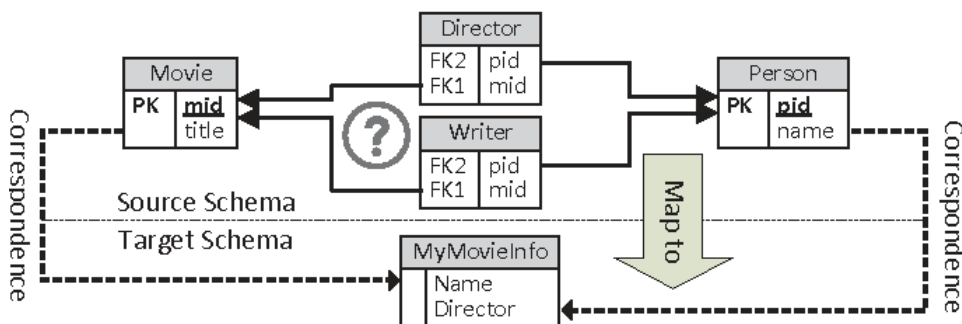 Director
FK2 pid
FK1 mid
Movie
PK mid
title
Person
PK pid
name
?
Writer
FK2 pid
FK1 mid
Correspondence
Correspondence
Source Schema
Target Schema
Map to
MyMovieInfo
Name
Director